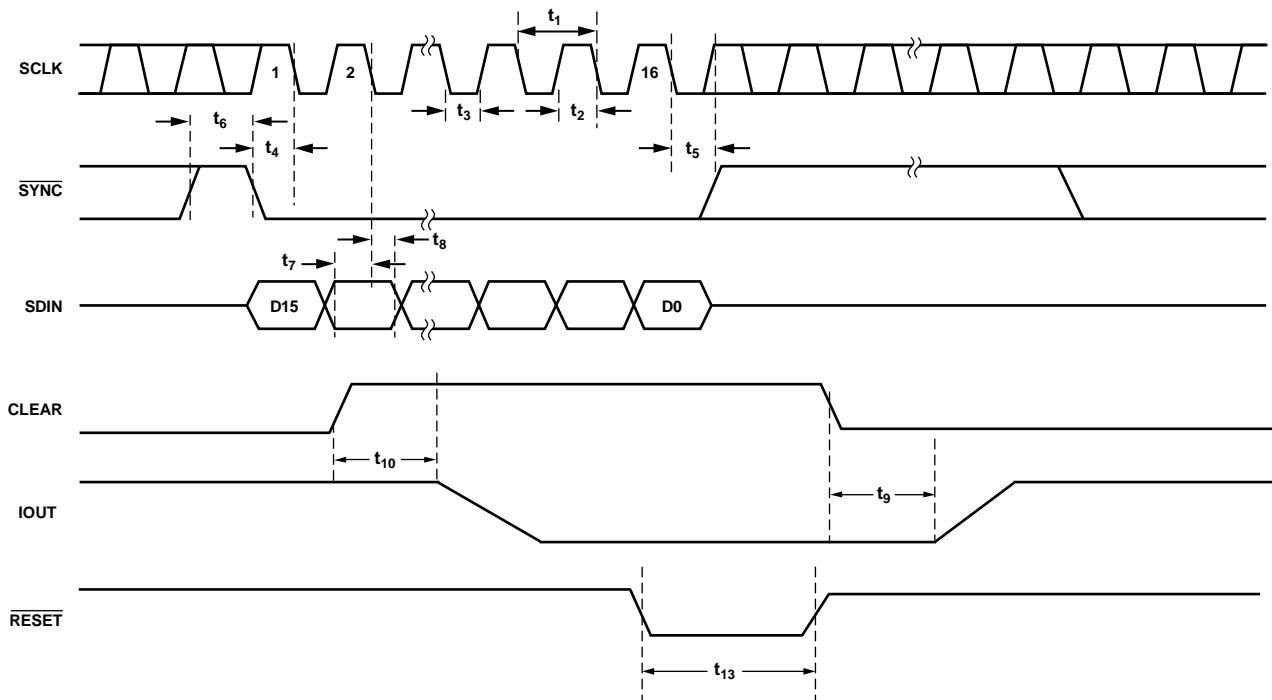 t1
SCLK
1
2
16
t3
t2
t6
t4
t5
SYNC
t8
t7
SDIN
D15
D0
CLEAR
t10
t9
IOUT
RESET
t13